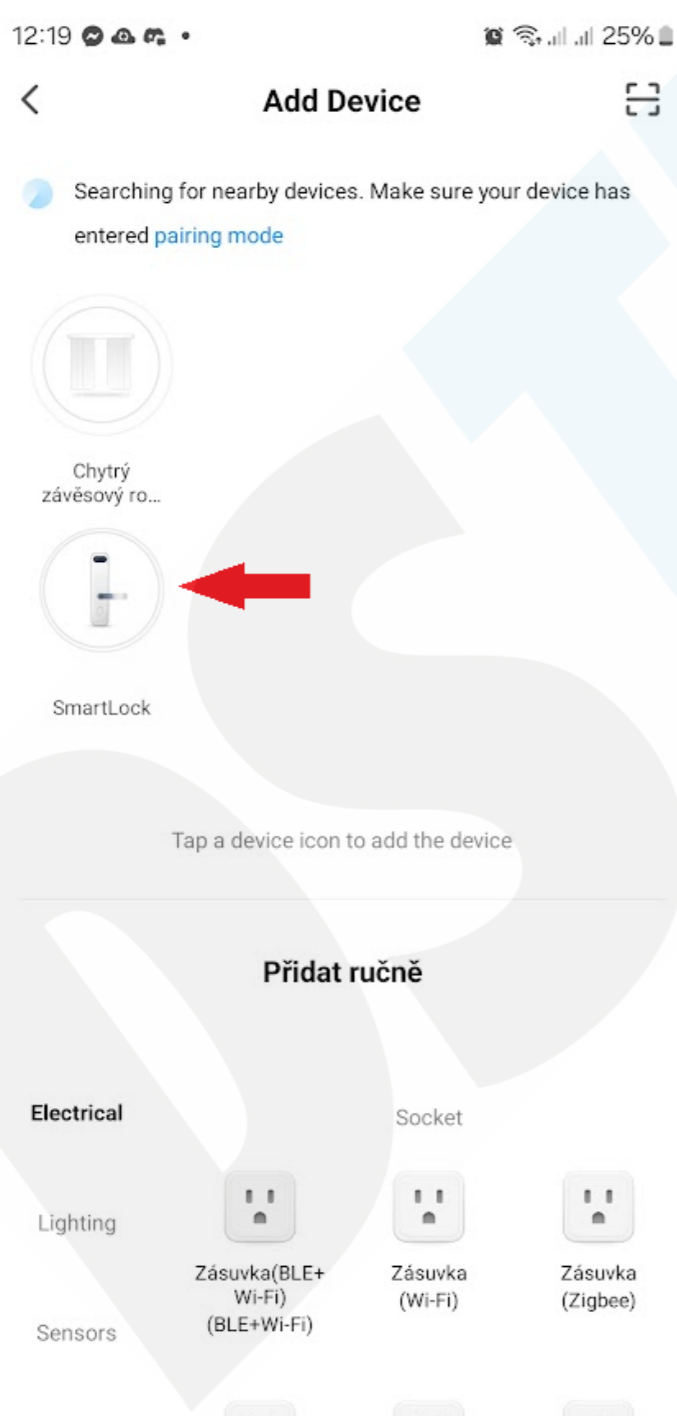 12:19 25%
Add Device
Searching for nearby devices. Make sure your device has
entered pairing mode
Chytrý
závěsový ro...
SmartLock
Tap a device icon to add the device
Přidat ručně
Electrical
Socket
Lighting
Zásuvka(BLE+
Wi-Fi)
(BLE+Wi-Fi)
Zásuvka
(Wi-Fi)
Zásuvka
(Zigbee)
Sensors